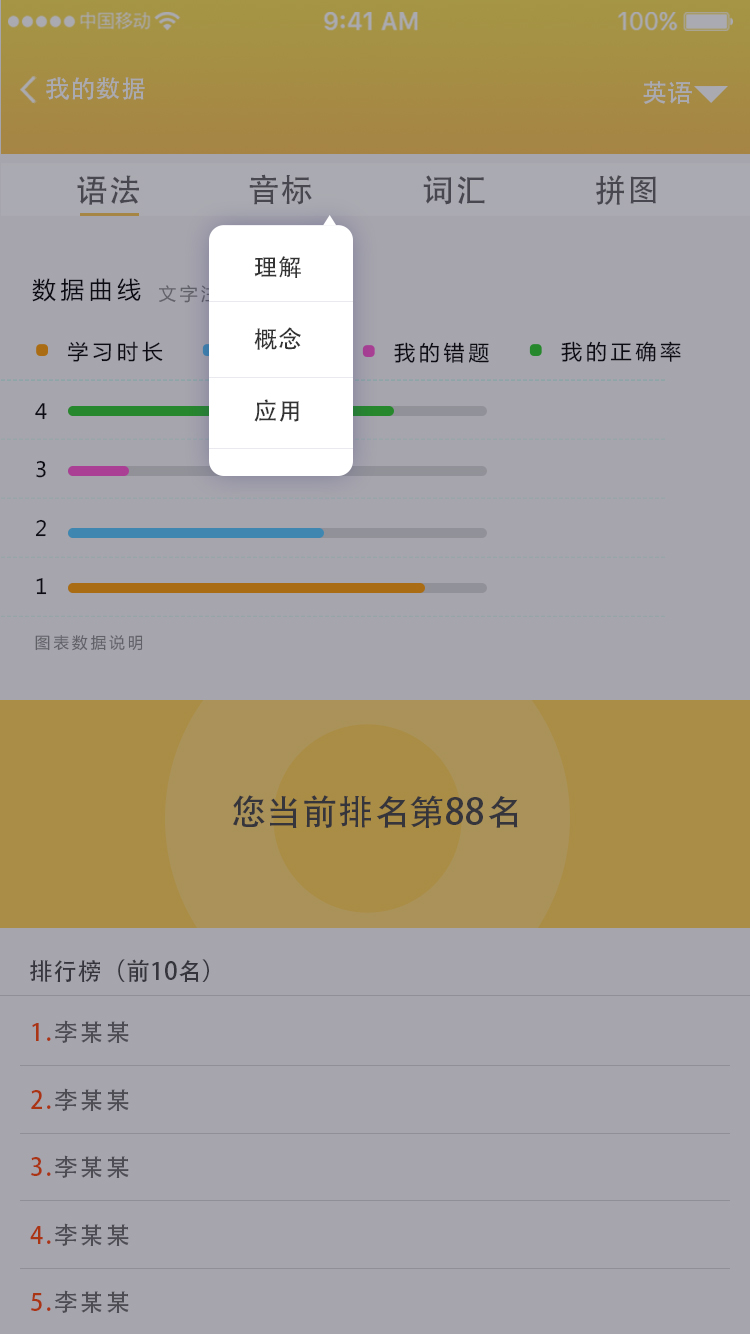 中国移动 9:41 AM 100%
我的数据 英语
语法 音标 词汇 拼图
数据曲线 文字
理解
概念
应用
学习时长 我的错题 我的正确率
4
3
2
1
图表数据说明
您当前排名第88名
排行榜（前10名）
1.李某某
2.李某某
3.李某某
4.李某某
5.李某某